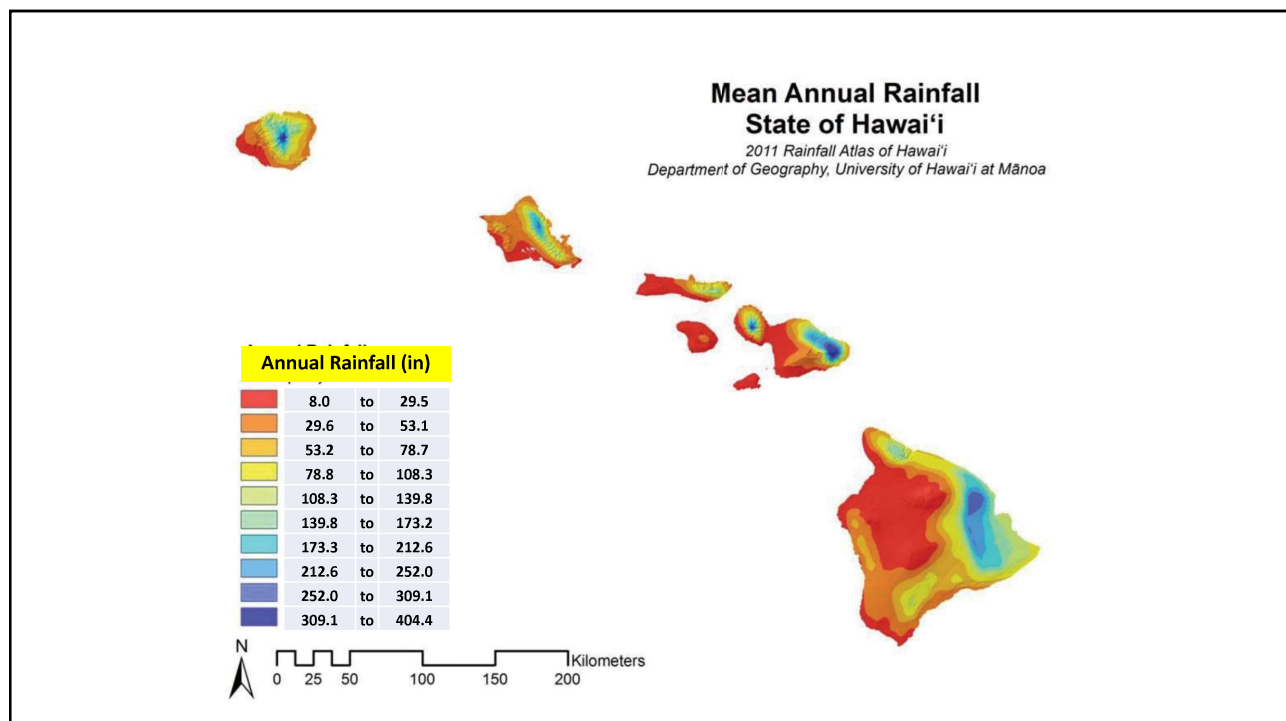 Mean Annual Rainfall
State of Hawai‘i
2011 Rainfall Atlas of Hawai‘i
Department of Geography, University of Hawai‘i at Mānoa
Annual Rainfall (in)
8.0 to 29.5
29.6 to 53.1
53.2 to 78.7
78.8 to 108.3
108.3 to 139.8
139.8 to 173.2
173.3 to 212.6
212.6 to 252.0
252.0 to 309.1
309.1 to 404.4
N
Kilometers
0 25 50 100 150 200